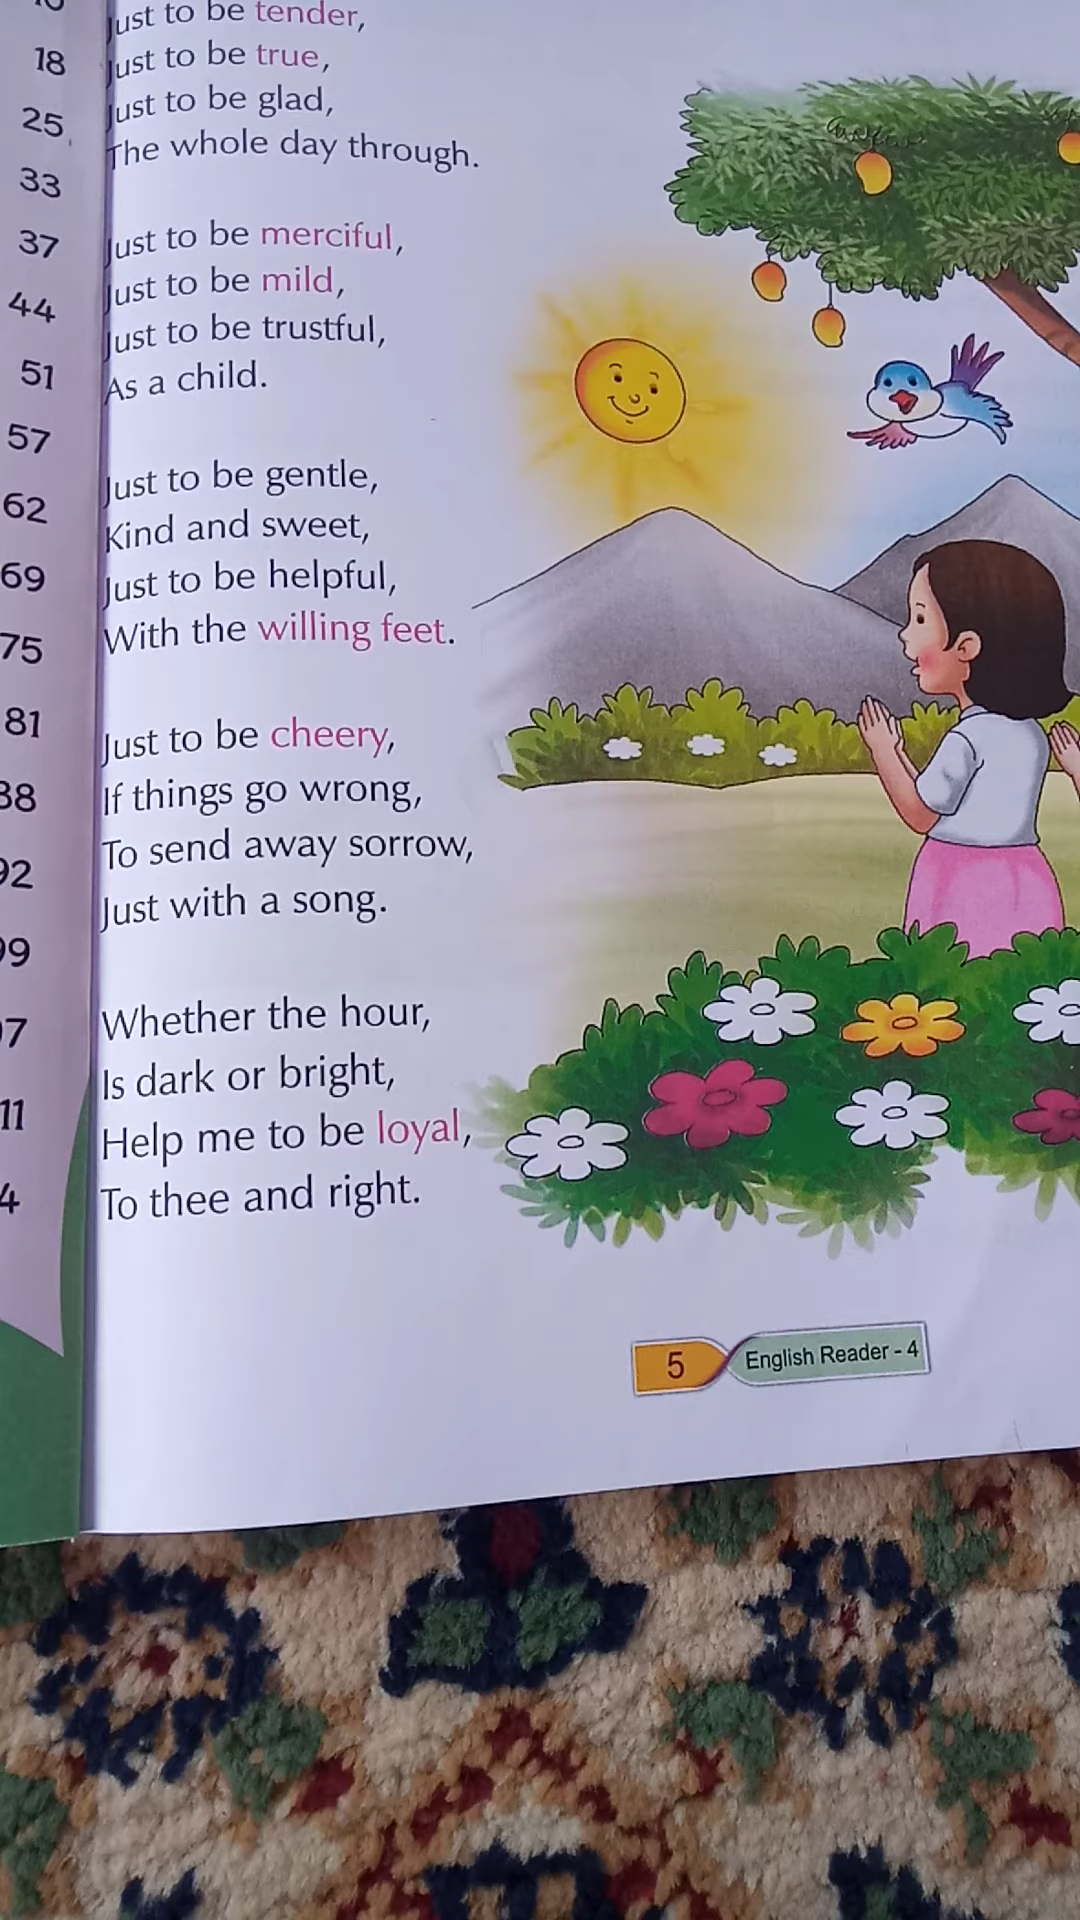 18
25
33
37
44
51
57
62
69
75
81
11
Just to be tender,
Just to be true,
Just to be glad,
The whole day through.
Just to be merciful,
Just to be mild,
Just to be trustful,
As a child.
Just to be gentle,
Kind and sweet,
Just to be helpful,
With the willing feet.
Just to be cheery,
If things go wrong,
To send away sorrow,
Just with a song.
Whether the hour,
Is dark or bright,
Help me to be loyal,
To thee and right.
5 English Reader - 4